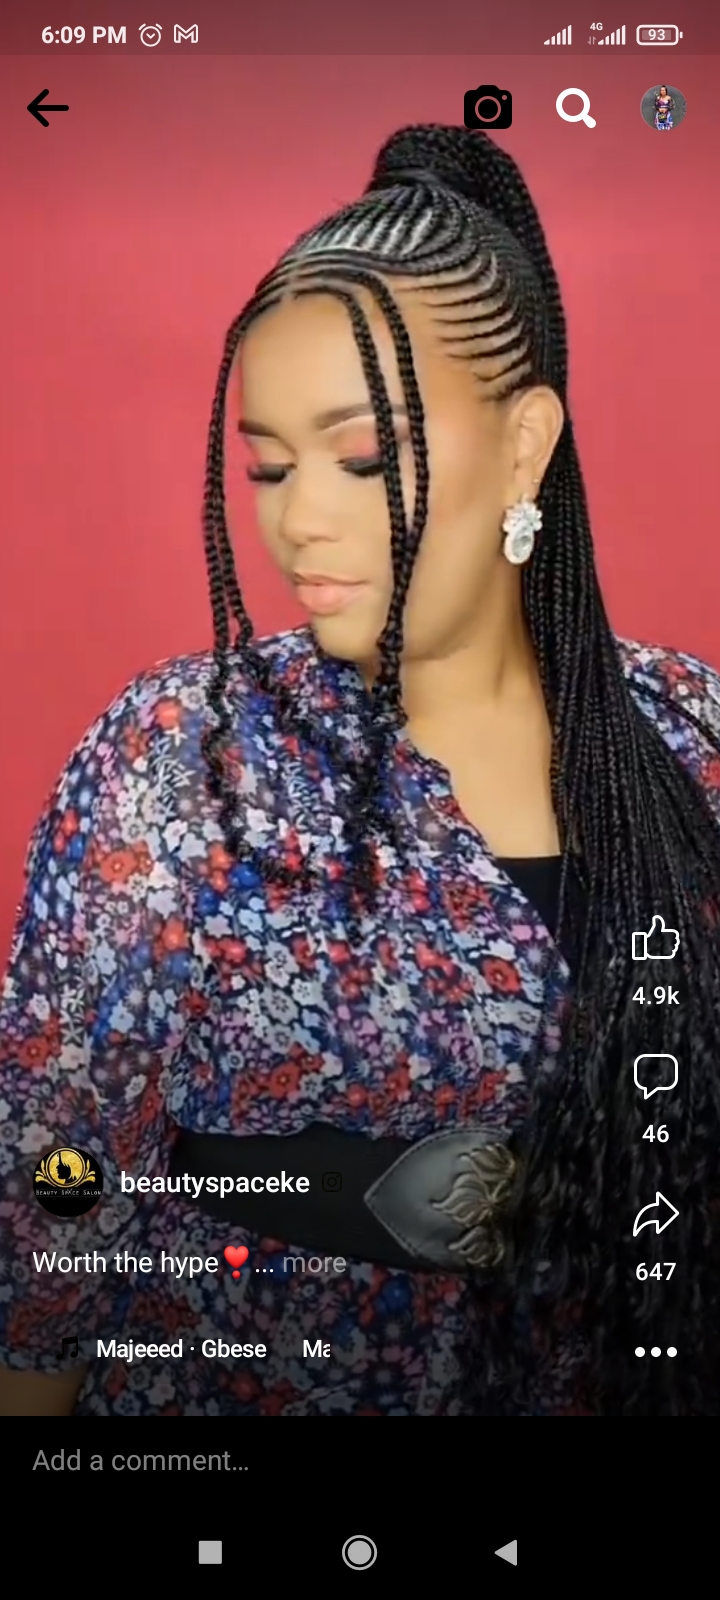 6:09 PM
4G
93
4.9k
46
BEAUTY SPACE SALON
beautyspaceke
Worth the hype❣️... more
647
Majeeed · Gbese Ma
Add a comment...